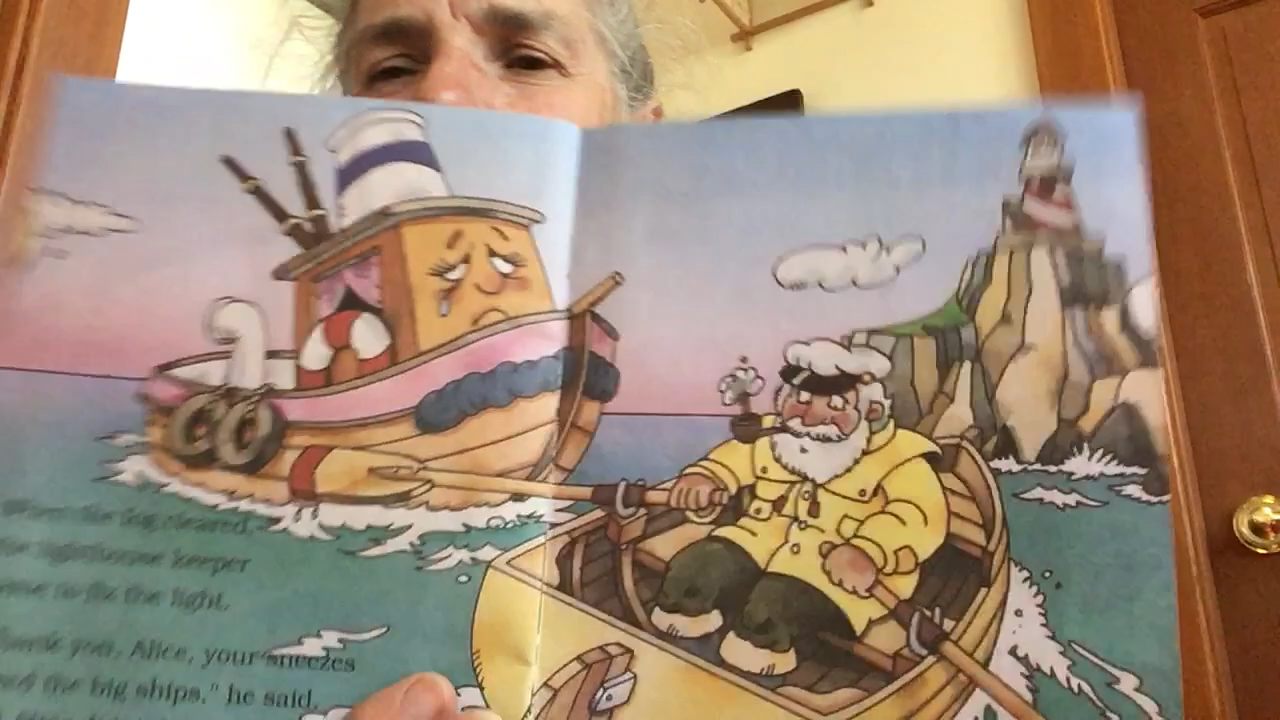 the fog cleared,
lighthouse keeper
to fix the light.
you, Alice, your sneezes
the big ships," he said.